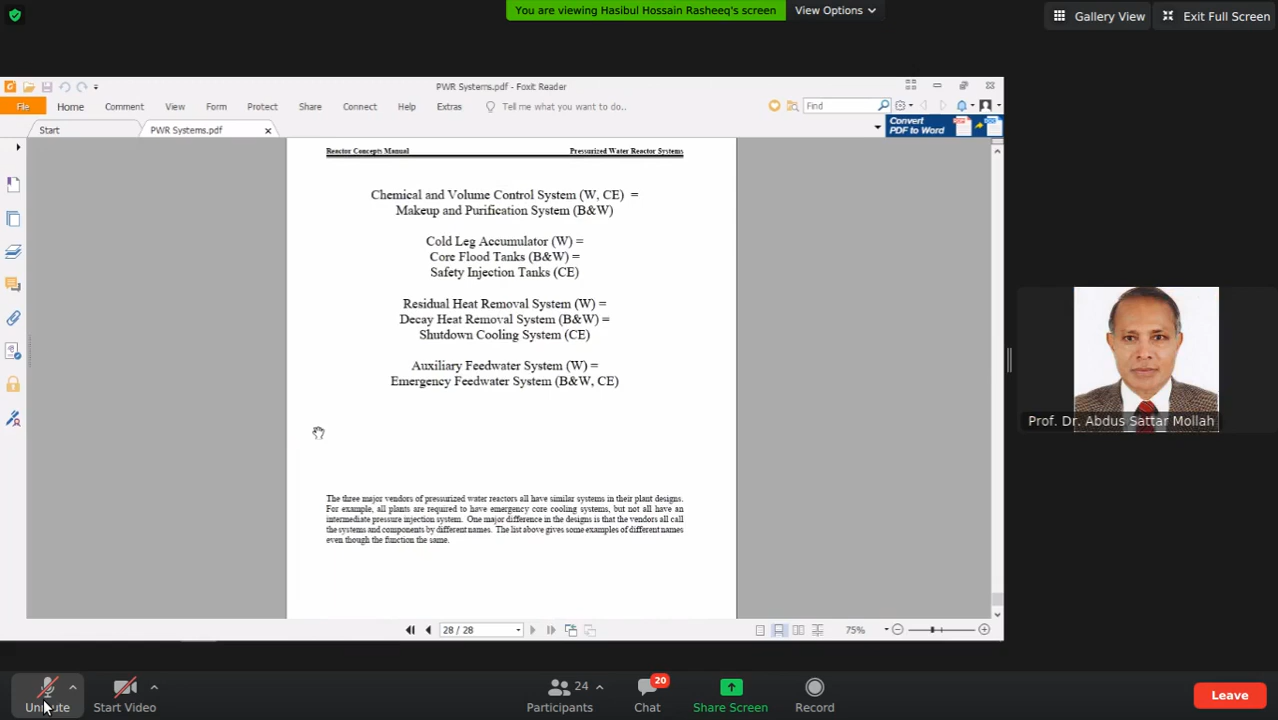 You are viewing Hasibul Hossain Rasheeq's screen
View Options
Gallery View
Exit Full Screen
PWR Systems.pdf - Foxit Reader
File
Home
Comment
View
Form
Protect
Share
Connect
Help
Extras
Tell me what you want to do..
Find
Start
PWR Systems.pdf
Convert
PDF to Word
Reactor Concepts Manual
Pressurized Water Reactor Systems
Chemical and Volume Control System (W, CE) =
Makeup and Purification System (B&W)
Cold Leg Accumulator (W) =
Core Flood Tanks (B&W) =
Safety Injection Tanks (CE)
Residual Heat Removal System (W) =
Decay Heat Removal System (B&W) =
Shutdown Cooling System (CE)
Auxiliary Feedwater System (W) =
Emergency Feedwater System (B&W, CE)
The three major vendors of pressurized water reactors all have similar systems in their plant designs.
For example, all plants are required to have emergency core cooling systems, but not all have an
intermediate pressure injection system. One major difference in the designs is that the vendors all call
the systems and components by different names. The list above gives some examples of different names
even though the function the same.
28 / 28
75%
Prof. Dr. Abdus Sattar Mollah
Unmute
Start Video
24
Participants
20
Chat
Share Screen
Record
Leave